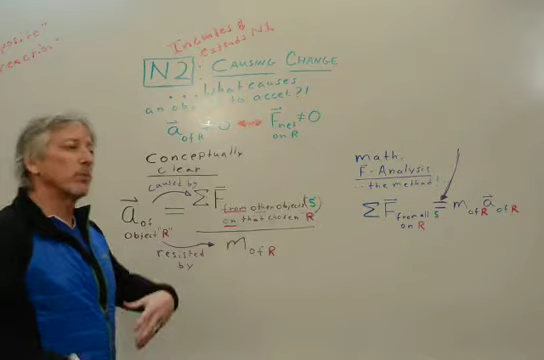 reaction
Includes &
extends N1
N2: CAUSING CHANGE
... What causes
an object to accel?!
a⃗ of R ≠ 0 ↔ F⃗net on R ≠ 0
Conceptually
clear
caused by
a⃗ of object "R" = ΣF⃗ from other objects (S) on that chosen "R"
resisted by
m of R
math.
F-Analysis
...the method!
ΣF⃗ from all S on R = m of R a⃗ of R